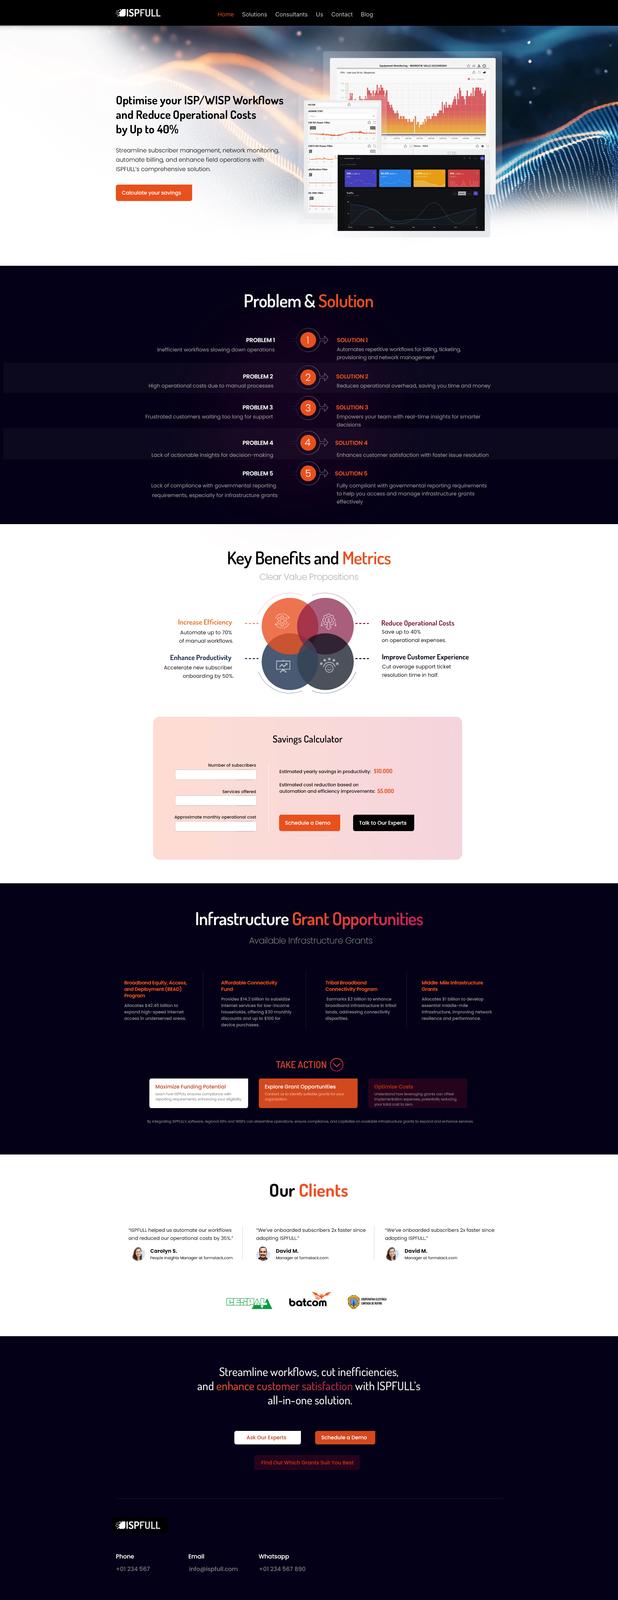 ISPFULL
Home Solutions Consultants Us Contact Blog
Optimise your ISP/WISP Workflows
and Reduce Operational Costs
by Up to 40%
Streamline subscriber management, network monitoring,
automate billing, and enhance field operations with
ISPFULL's comprehensive solution.
Calculate your savings
Problem & Solution
PROBLEM 1
Inefficient workflows slowing down operations
1
SOLUTION 1
Automates repetitive workflows for billing, ticketing,
provisioning and network management
PROBLEM 2
High operational costs due to manual processes
2
SOLUTION 2
Reduces operational overhead, saving you time and money
PROBLEM 3
Frustrated customers waiting too long for support
3
SOLUTION 3
Empowers your team with real-time insights for smarter
decisions
PROBLEM 4
Lack of actionable insights for decision-making
4
SOLUTION 4
Enhances customer satisfaction with faster issue resolution
PROBLEM 5
Lack of compliance with governmental reporting
requirements, especially for infrastructure grants
5
SOLUTION 5
Fully compliant with governmental reporting requirements
to help you access and manage infrastructure grants
effectively
Key Benefits and Metrics
Clear Value Propositions
Increase Efficiency
Automate up to 70%
of manual workflows.
Reduce Operational Costs
Save up to 40%
on operational expenses.
Enhance Productivity
Accelerate new subscriber
onboarding by 50%.
Improve Customer Experience
Cut average support ticket
resolution time in half.
Savings Calculator
Number of subscribers
Services offered
Approximate monthly operational cost
Estimated yearly savings in productivity: $10.000
Estimated cost reduction based on
automation and efficiency improvements: $5.000
Schedule a Demo
Talk to Our Experts
Infrastructure Grant Opportunities
Available Infrastructure Grants
Broadband Equity, Access,
and Deployment (BEAD)
Program
Allocates $42.45 billion to
expand high-speed internet
access in underserved areas.
Affordable Connectivity
Fund
Provides $14.2 billion to subsidize
internet services for low-income
households, offering $30 monthly
discounts and up to $100 for
device purchases.
Tribal Broadband
Connectivity Program
Earmarks $2 billion to enhance
broadband infrastructure in tribal
lands, addressing connectivity
disparities.
Middle Mile Infrastructure
Grants
Allocates $1 billion to develop
essential middle-mile
infrastructure, improving network
resilience and performance.
TAKE ACTION
Maximize Funding Potential
Learn how ISPFULL ensures compliance with
reporting requirements, enhancing your eligibility.
Explore Grant Opportunities
Contact us to identify suitable grants for your
organization.
Optimize Costs
Understand how leveraging grants can offset
implementation expenses, potentially reducing
your total cost to zero.
By integrating ISPFULL's software, regional ISPs and WISPs can streamline operations, ensure compliance, and capitalize on available infrastructure grants to expand and enhance services.
Our Clients
"ISPFULL helped us automate our workflows
and reduced our operational costs by 35%."
Carolyn S.
People Insights Manager at formstack.com
"We've onboarded subscribers 2x faster since
adopting ISPFULL."
David M.
Manager at formstack.com
"We've onboarded subscribers 2x faster since
adopting ISPFULL."
David M.
Manager at formstack.com
batcom
Streamline workflows, cut inefficiencies,
and enhance customer satisfaction with ISPFULL's
all-in-one solution.
Ask Our Experts
Schedule a Demo
Find Out Which Grants Suit You Best
ISPFULL
Phone
+01 234 567
Email
info@ispfull.com
Whatsapp
+01 234 567 890